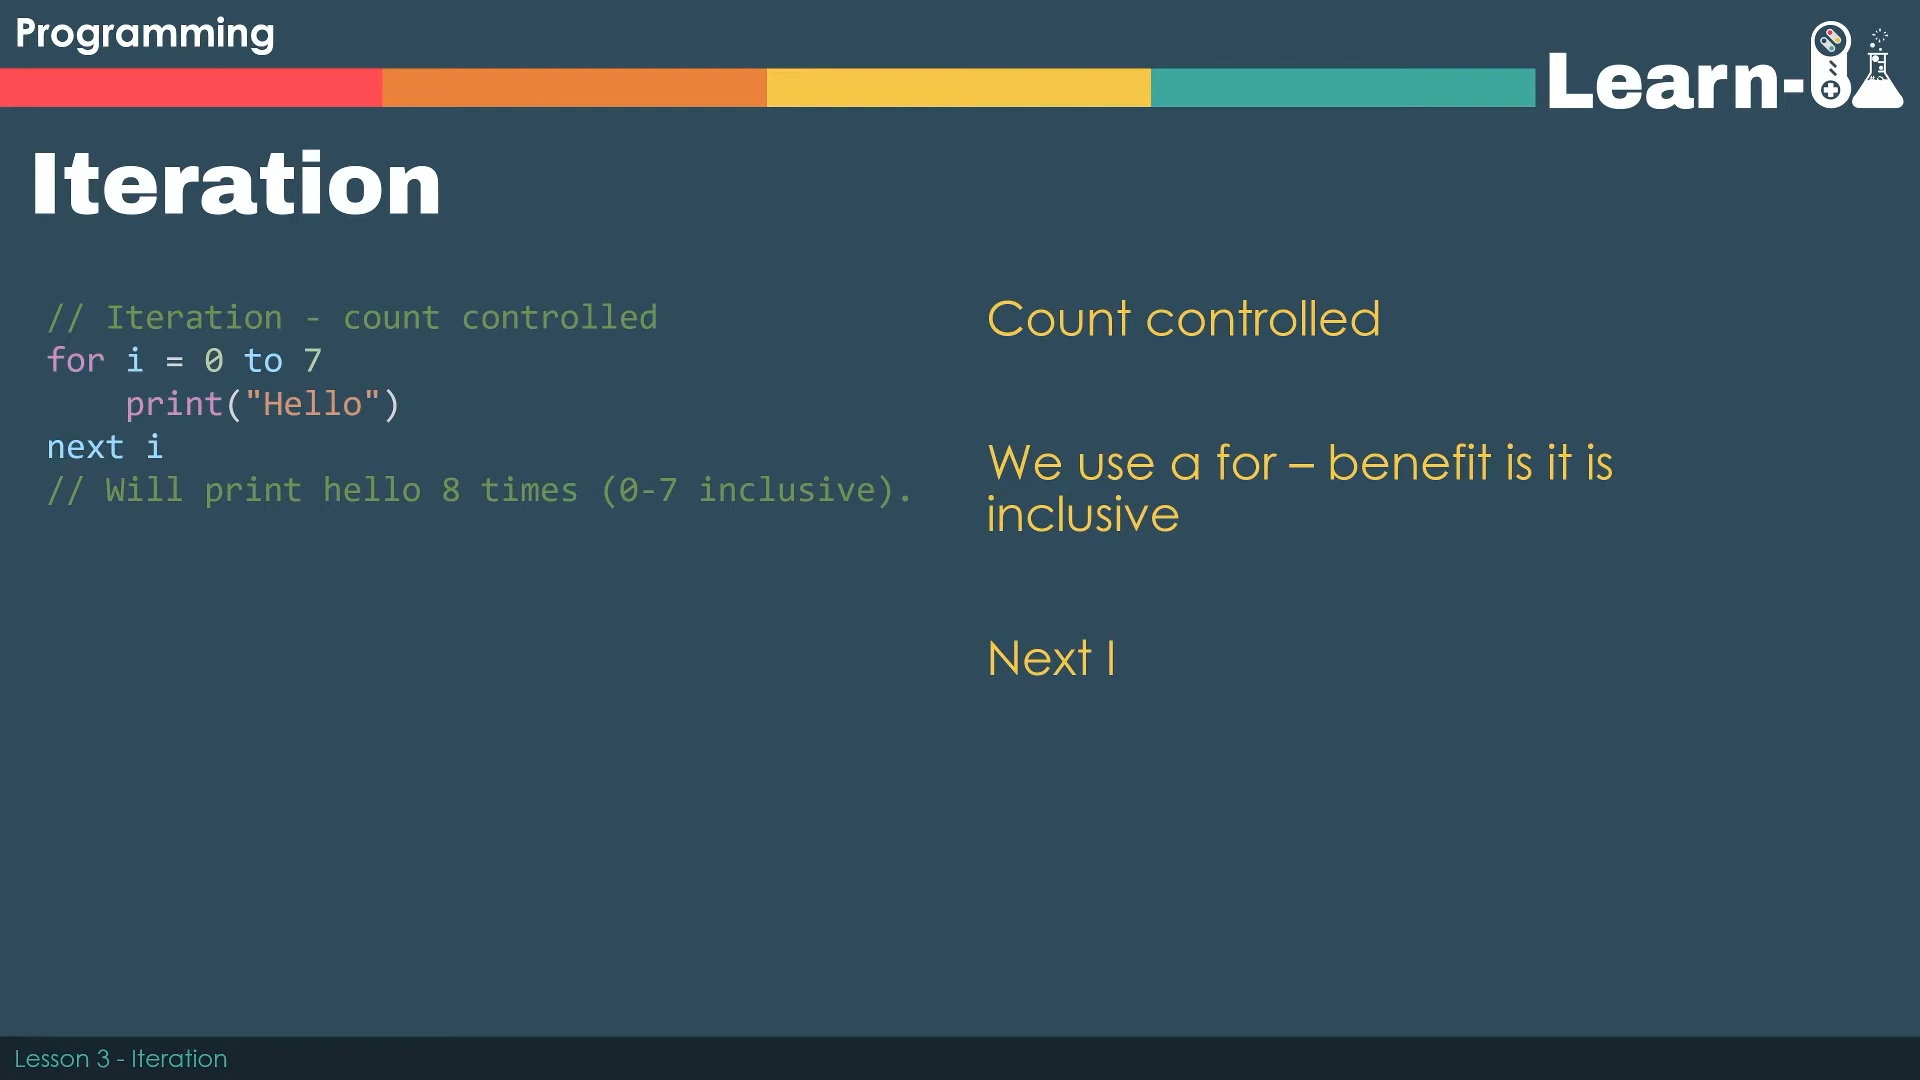 Programming
Learn-
Iteration
// Iteration - count controlled
for i = 0 to 7
    print("Hello")
next i
// Will print hello 8 times (0-7 inclusive).
Count controlled
We use a for – benefit is it is
inclusive
Next I
Lesson 3 - Iteration